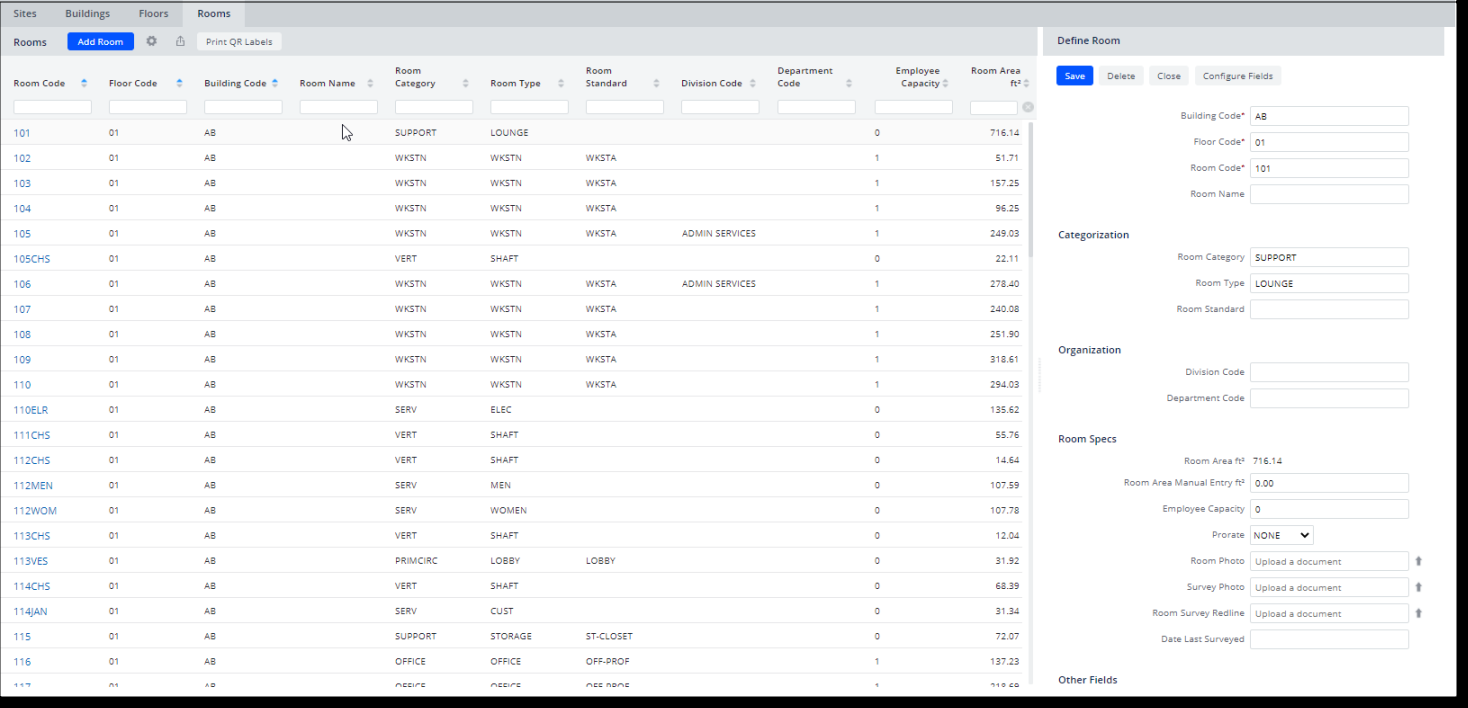 Sites Buildings Floors Rooms
Rooms Add Room Print QR Labels
Room Code Floor Code Building Code Room Name Room Category Room Type Room Standard Division Code Department Code Employee Capacity Room Area ft²
101 01 AB SUPPORT LOUNGE 0 716.14
102 01 AB WKSTN WKSTN WKSTA 1 51.71
103 01 AB WKSTN WKSTN WKSTA 1 157.25
104 01 AB WKSTN WKSTN WKSTA 1 96.25
105 01 AB WKSTN WKSTN WKSTA ADMIN SERVICES 1 249.03
105CHS 01 AB VERT SHAFT 0 22.11
106 01 AB WKSTN WKSTN WKSTA ADMIN SERVICES 1 278.40
107 01 AB WKSTN WKSTN WKSTA 1 240.08
108 01 AB WKSTN WKSTN WKSTA 1 251.90
109 01 AB WKSTN WKSTN WKSTA 1 318.61
110 01 AB WKSTN WKSTN WKSTA 1 294.03
110ELR 01 AB SERV ELEC 0 135.62
111CHS 01 AB VERT SHAFT 0 55.76
112CHS 01 AB VERT SHAFT 0 14.64
112MEN 01 AB SERV MEN 0 107.59
112WOM 01 AB SERV WOMEN 0 107.78
113CHS 01 AB VERT SHAFT 0 12.04
113VES 01 AB PRIMCIRC LOBBY LOBBY 0 31.92
114CHS 01 AB VERT SHAFT 0 68.39
114JAN 01 AB SERV CUST 0 31.34
115 01 AB SUPPORT STORAGE ST-CLOSET 0 72.07
116 01 AB OFFICE OFFICE OFF-PROF 1 137.23
117 01 AB OFFICE OFFICE OFF-PROF 1 218.69
Define Room
Save Delete Close Configure Fields
Building Code* AB
Floor Code* 01
Room Code* 101
Room Name
Categorization
Room Category SUPPORT
Room Type LOUNGE
Room Standard
Organization
Division Code
Department Code
Room Specs
Room Area ft² 716.14
Room Area Manual Entry ft² 0.00
Employee Capacity 0
Prorate NONE
Room Photo Upload a document
Survey Photo Upload a document
Room Survey Redline Upload a document
Date Last Surveyed
Other Fields